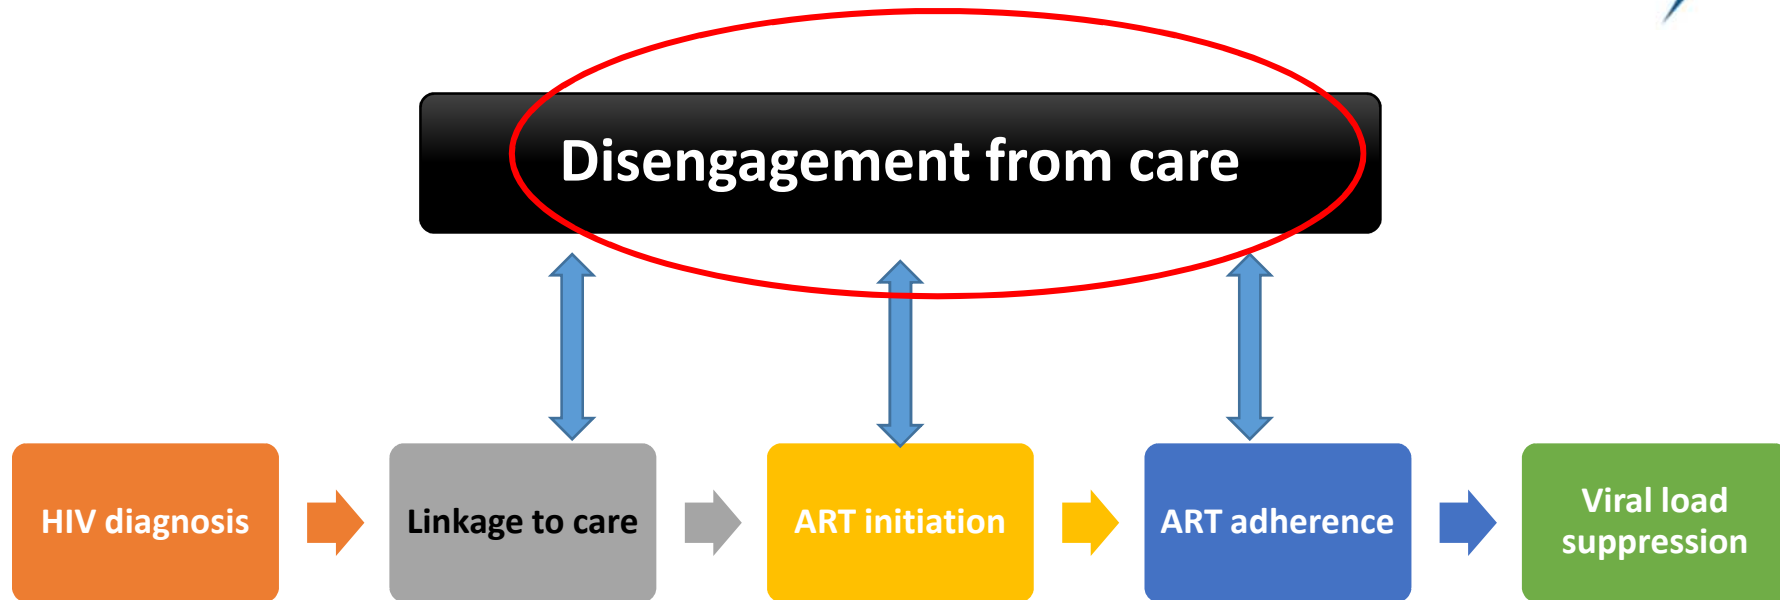 Disengagement from care
HIV diagnosis
Linkage to care
ART initiation
ART adherence
Viral load
suppression